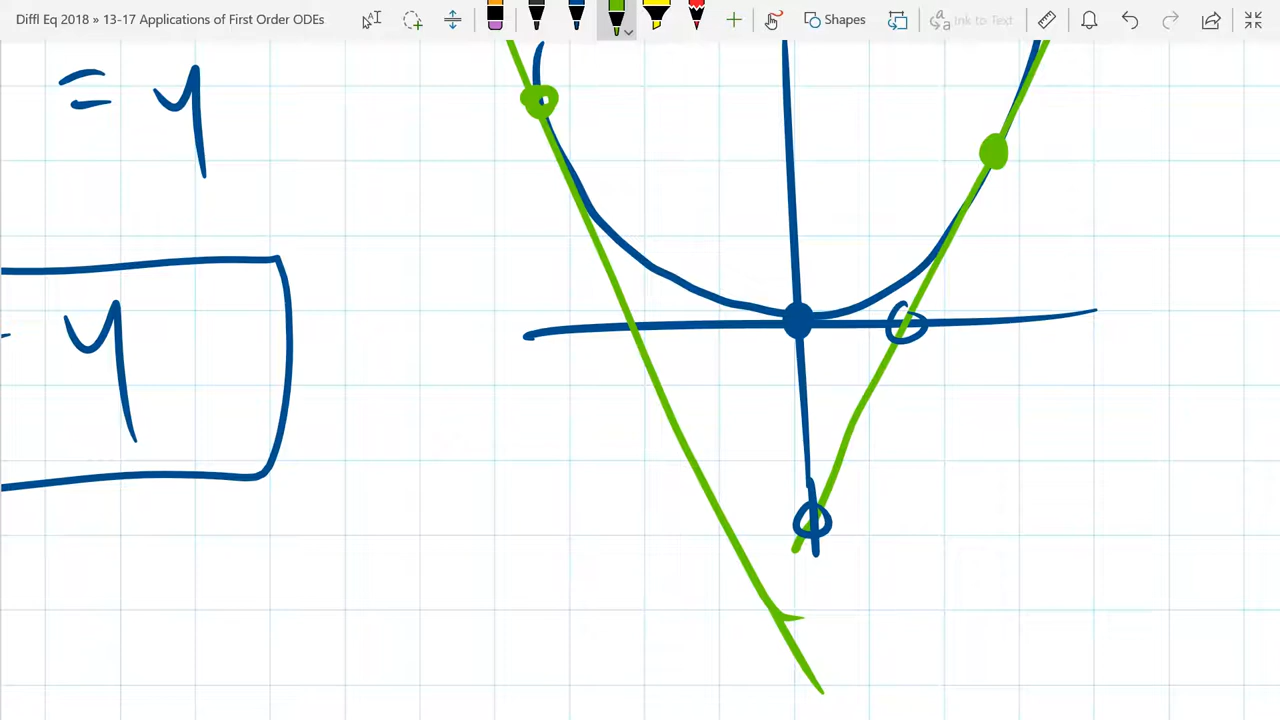 Diffl Eq 2018 » 13-17 Applications of First Order ODEs
Shapes
Ink to Text
= y
y